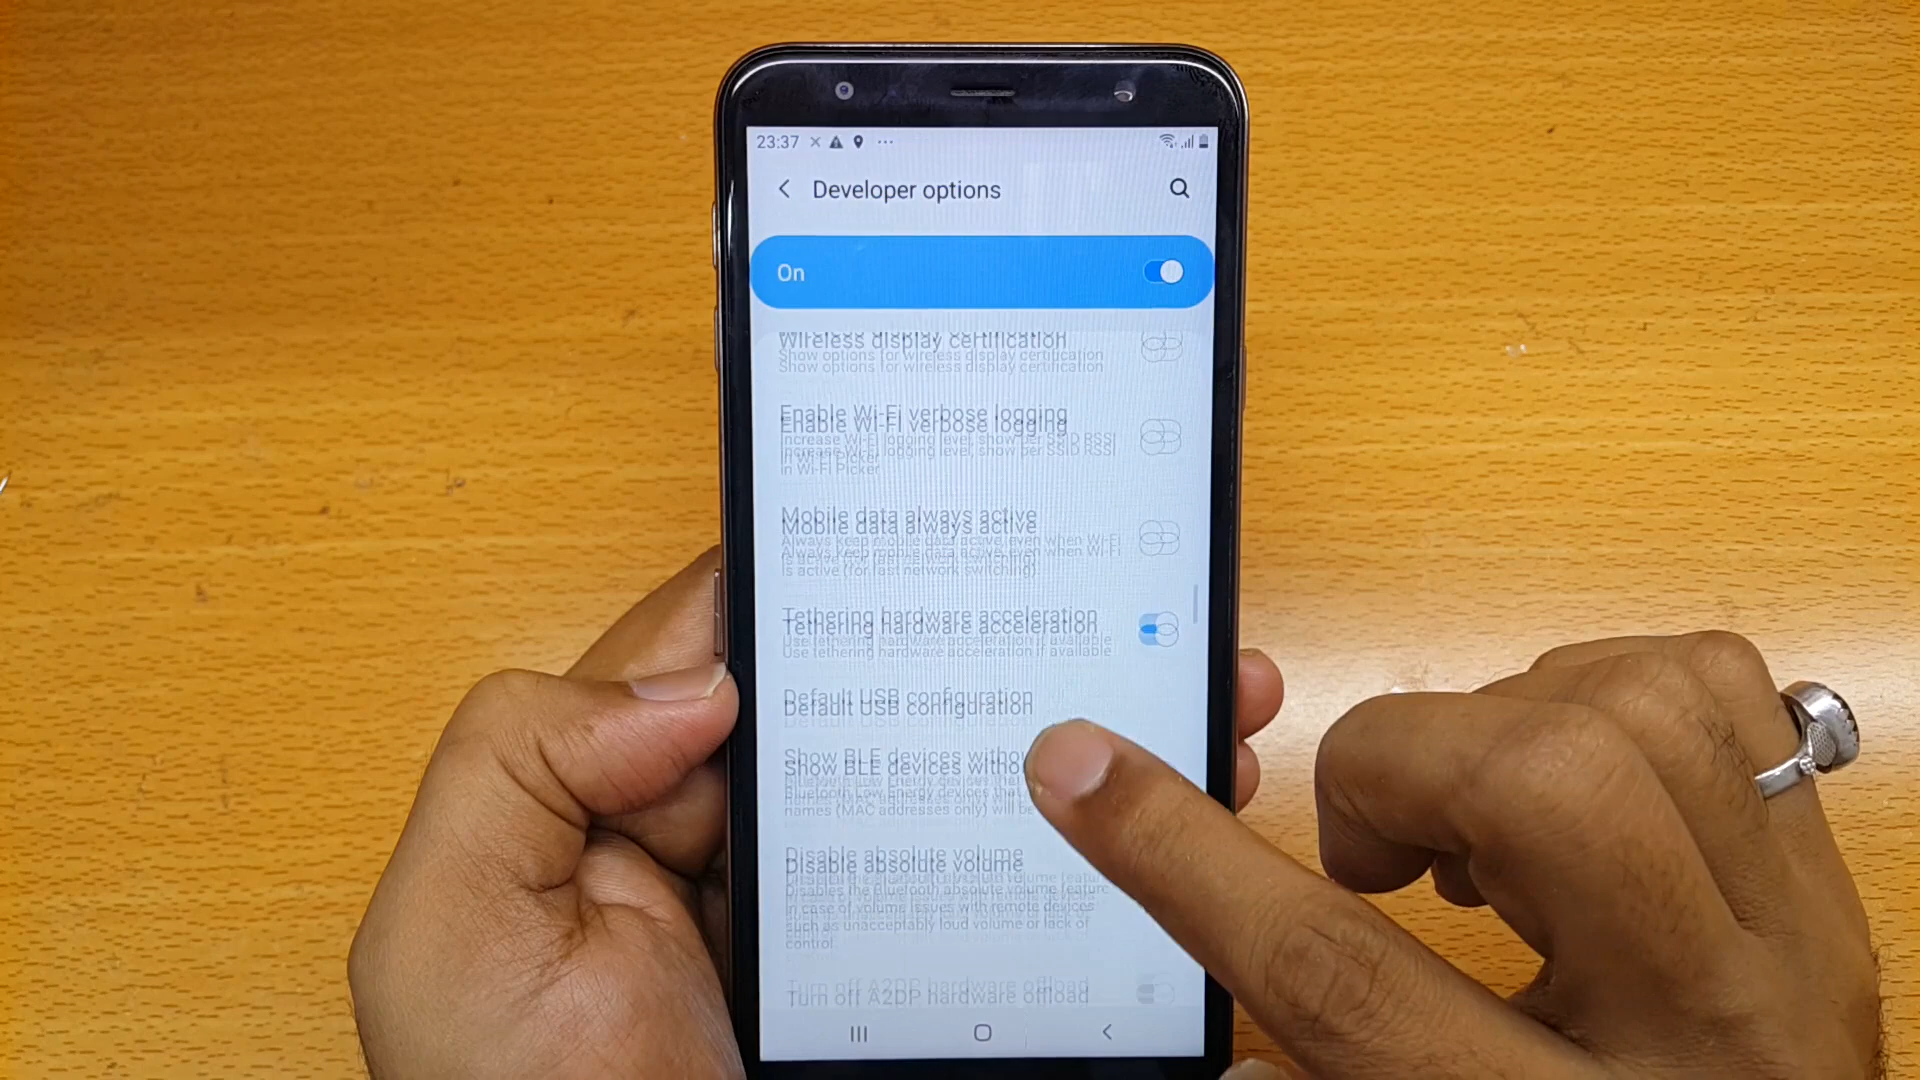 23:37
Developer options
On
Wireless display certification
Show options for wireless display certification
Enable Wi-Fi verbose logging
Increase Wi-Fi logging level, show per SSID RSSI
in Wi-Fi Picker
Mobile data always active
Always keep mobile data active, even when Wi-Fi
is active (for fast network switching)
Tethering hardware acceleration
Use tethering hardware acceleration if available
Default USB configuration
Show BLE devices witho
Bluetooth Low Energy devices that
names (MAC addresses only) will be
Disable absolute volume
Disables the Bluetooth absolute volume feature
in case of volume issues with remote devices
such as unacceptably loud volume or lack of
control.
Turn off A2DP hardware offload